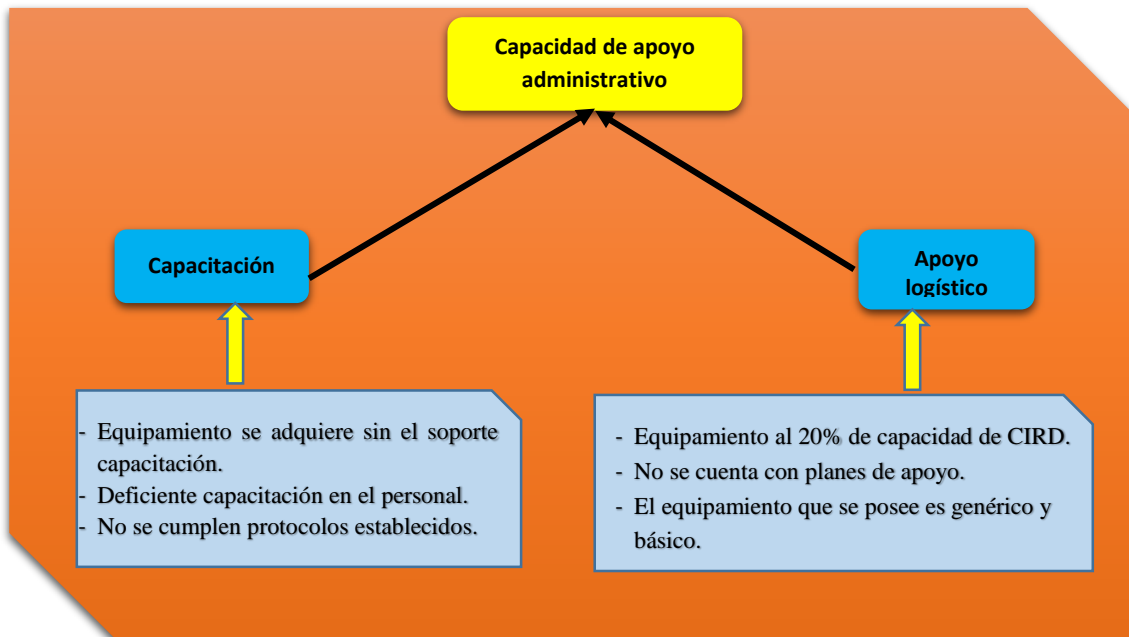 Capacidad de apoyo
administrativo
Capacitación
Apoyo
logístico
- Equipamiento se adquiere sin el soporte
capacitación.
- Deficiente capacitación en el personal.
- No se cumplen protocolos establecidos.
- Equipamiento al 20% de capacidad de CIRD.
- No se cuenta con planes de apoyo.
- El equipamiento que se posee es genérico y
básico.